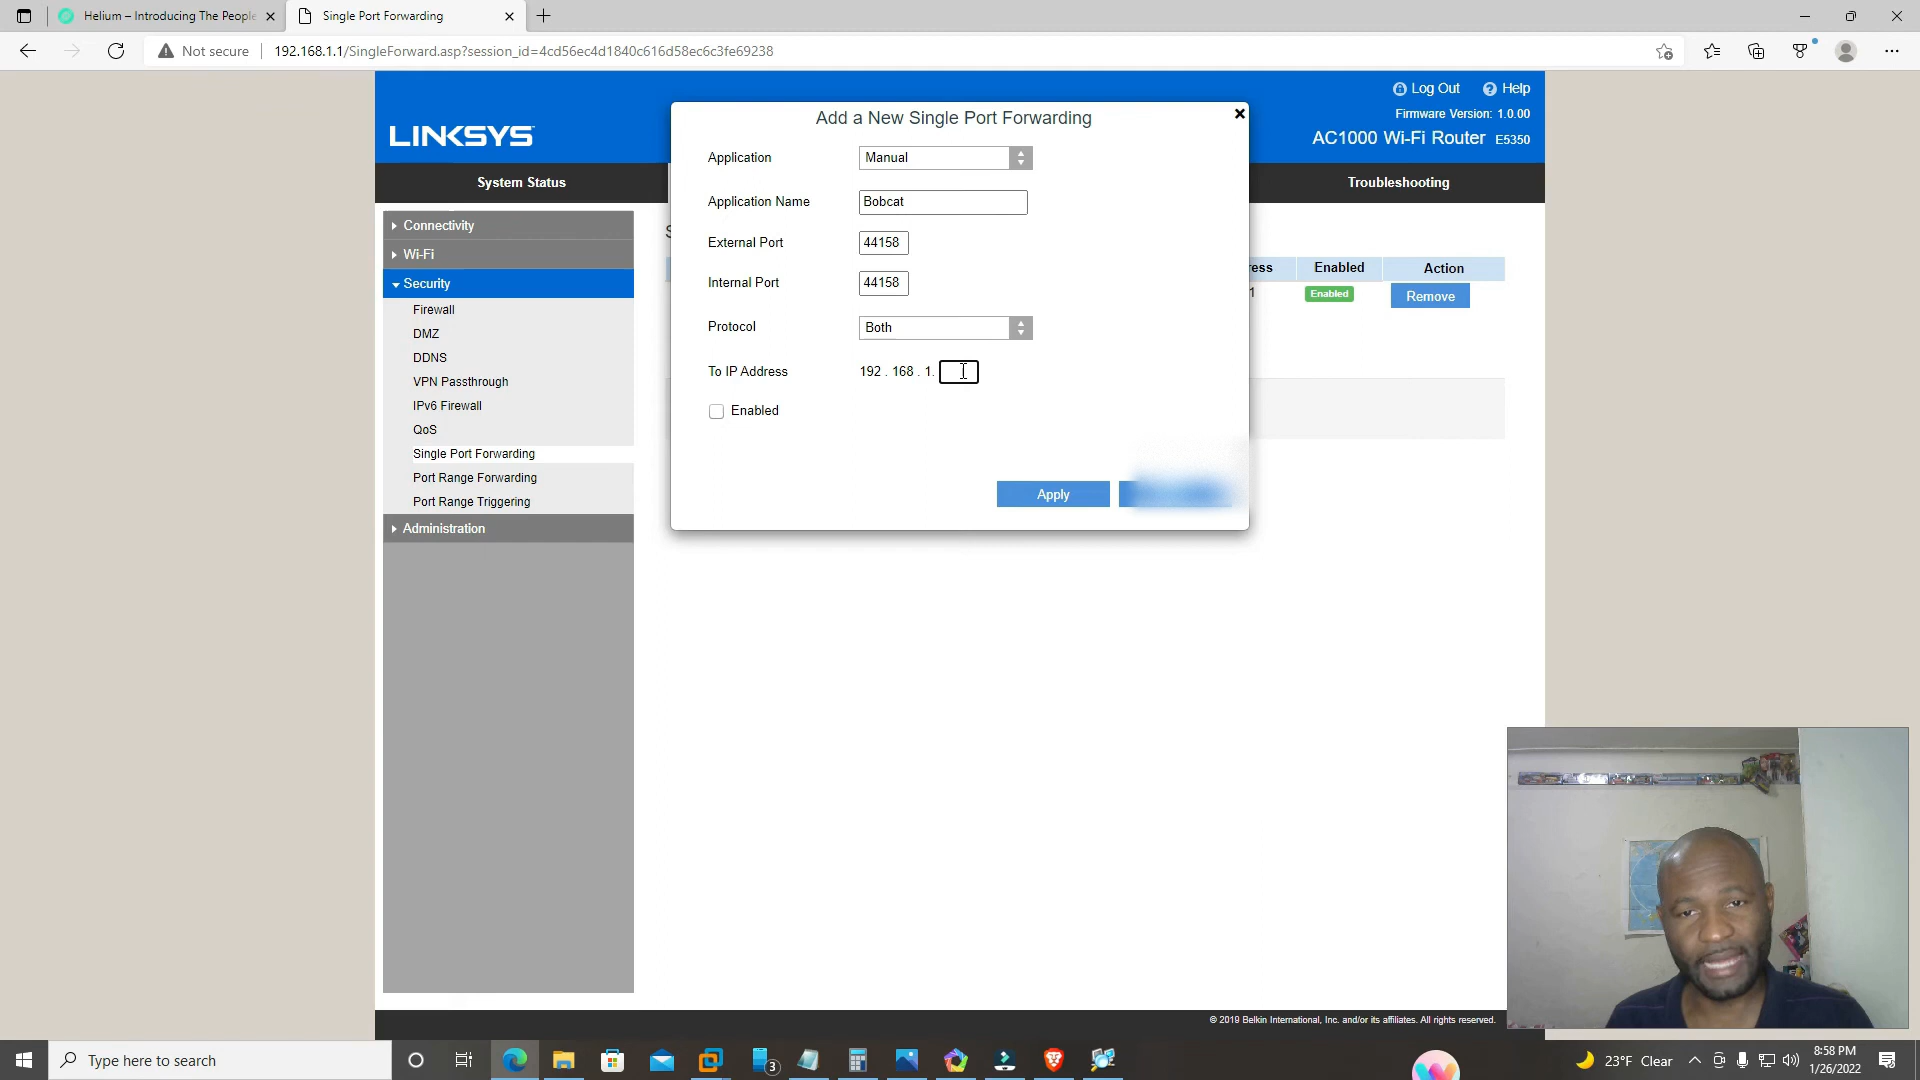 Helium – Introducing The People
Single Port Forwarding
Not secure
192.168.1.1/SingleForward.asp?session_id=4cd56ec4d1840c616d58ec6c3fe69238
Log Out
Help
Firmware Version: 1.0.00
LINKSYS
AC1000 Wi-Fi Router E5350
System Status
Troubleshooting
Connectivity
Wi-Fi
Security
Firewall
DMZ
DDNS
VPN Passthrough
IPv6 Firewall
QoS
Single Port Forwarding
Port Range Forwarding
Port Range Triggering
Administration
Add a New Single Port Forwarding
Application
Manual
Application Name
Bobcat
External Port
44158
Internal Port
44158
Protocol
Both
To IP Address
192 . 168 . 1.
Enabled
Apply
S
ess
Enabled
Action
1
Enabled
Remove
© 2019 Belkin International, Inc. and/or its affiliates. All rights reserved.
Type here to search
3
23°F Clear
8:58 PM
1/26/2022